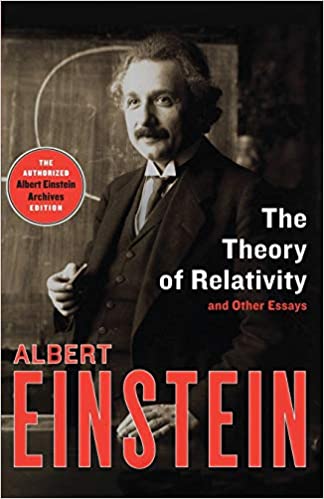 THE
AUTHORIZED
Albert Einstein
Archives
EDITION
The
Theory
of Relativity
and Other Essays
ALBERT
EINSTEIN